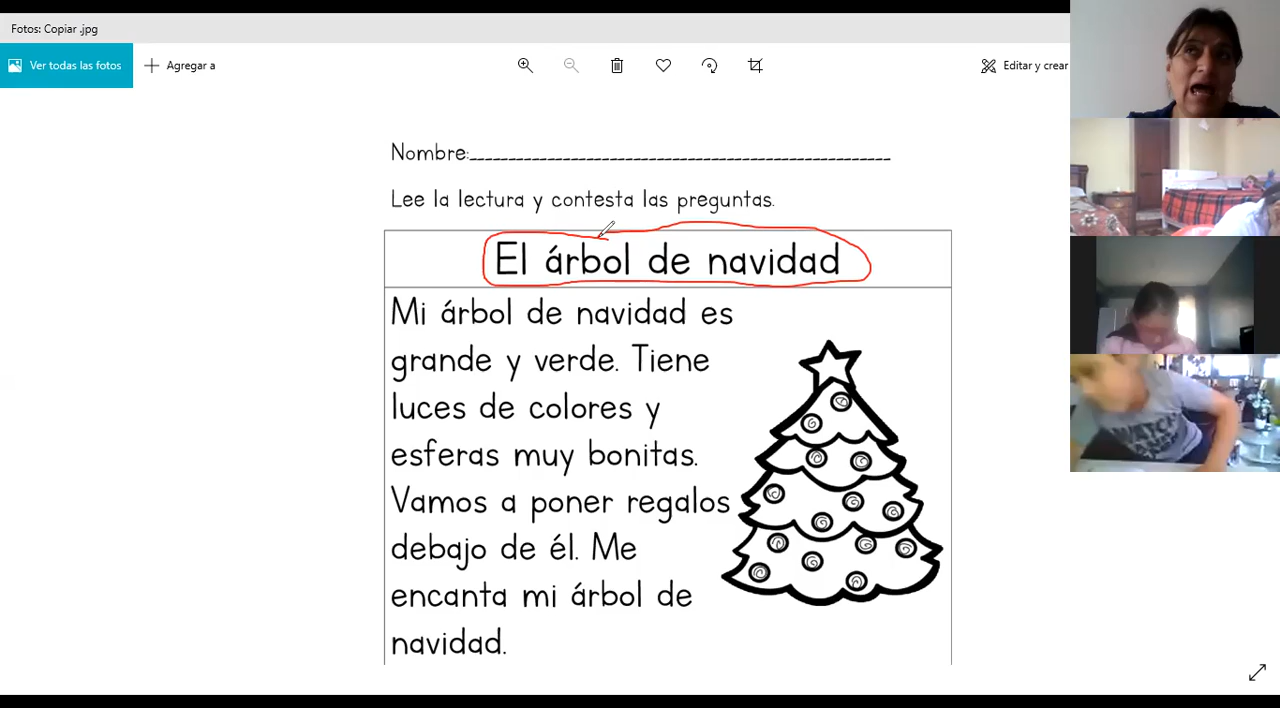 Fotos: Copiar .jpg
Ver todas las fotos
Agregar a
Editar y crear
Nombre:
Lee la lectura y contesta las preguntas.
El árbol de navidad
Mi árbol de navidad es
grande y verde. Tiene
luces de colores y
esferas muy bonitas.
Vamos a poner regalos
debajo de él. Me
encanta mi árbol de
navidad.